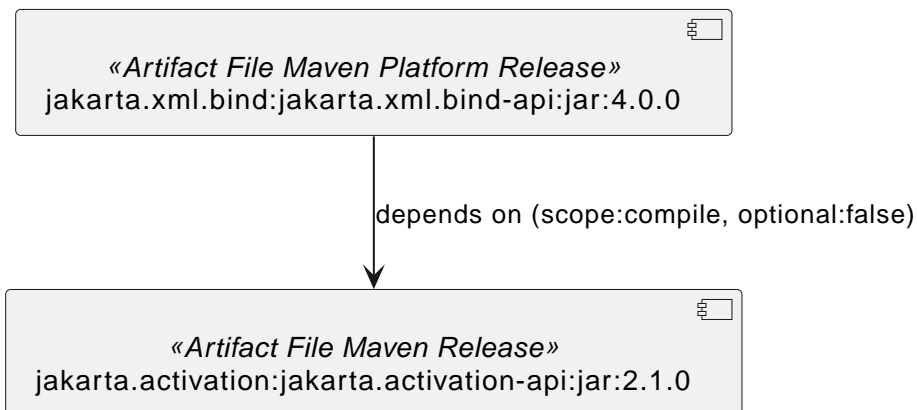 «Artifact File Maven Platform Release»
jakarta.xml.bind:jakarta.xml.bind-api:jar:4.0.0
depends on (scope:compile, optional:false)
«Artifact File Maven Release»
jakarta.activation:jakarta.activation-api:jar:2.1.0